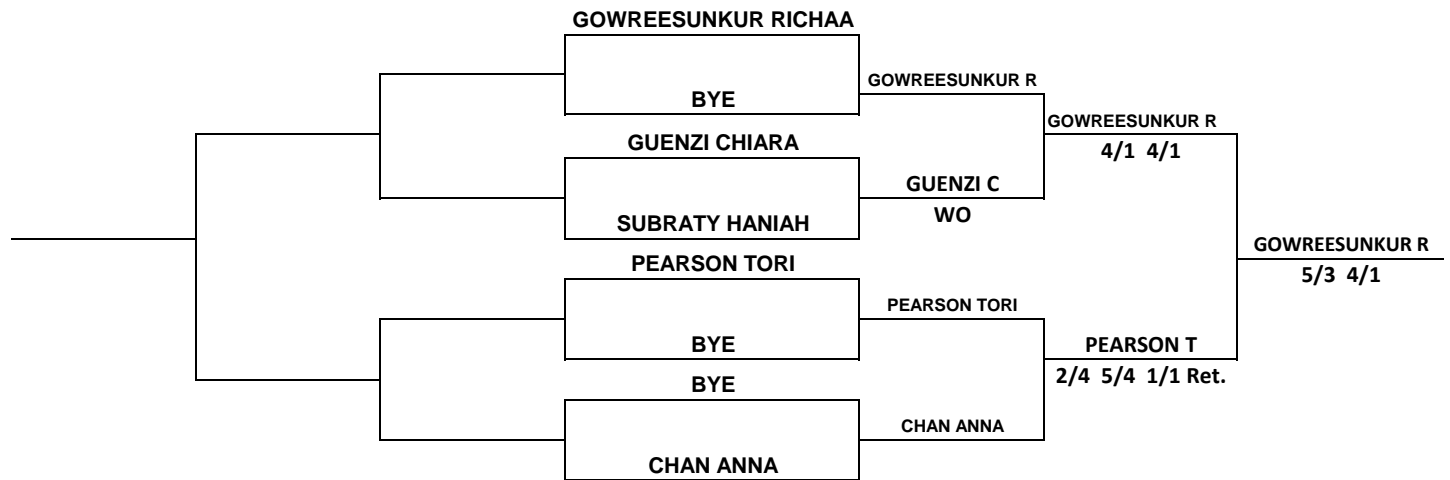 GOWREESUNKUR RICHAA
BYE
GOWREESUNKUR R
GUENZI CHIARA
SUBRATY HANIAH
GUENZI C
WO
GOWREESUNKUR R
4/1 4/1
PEARSON TORI
BYE
PEARSON TORI
BYE
CHAN ANNA
CHAN ANNA
PEARSON T
2/4 5/4 1/1 Ret.
GOWREESUNKUR R
5/3 4/1